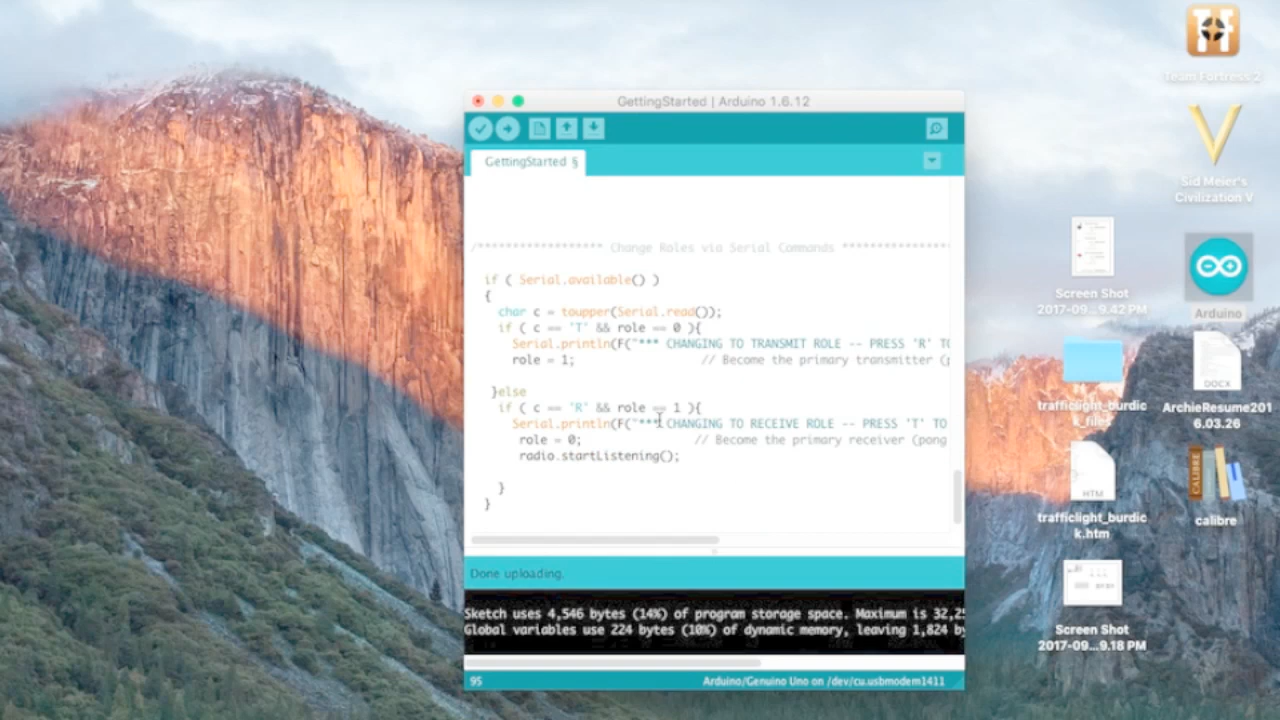 GettingStarted | Arduino 1.6.12
GettingStarted §
/****************** Change Roles via Serial Commands ****************
if ( Serial.available() )
{
char c = toupper(Serial.read());
if ( c == 'T' && role == 0 ){
Serial.println(F("*** CHANGING TO TRANSMIT ROLE -- PRESS 'R' TO
role = 1; // Become the primary transmitter (p
}else
if ( c == 'R' && role == 1 ){
Serial.println(F("*** CHANGING TO RECEIVE ROLE -- PRESS 'T' TO
role = 0; // Become the primary receiver (pong
radio.startListening();
}
}
Done uploading.
Sketch uses 4,546 bytes (14%) of program storage space. Maximum is 32,25
Global variables use 224 bytes (10%) of dynamic memory, leaving 1,824 by
95
Arduino/Genuino Uno on /dev/cu.usbmodem1411
Team Fortress 2
Sid Meier's
Civilization V
Screen Shot
2017-09...9.42 PM
Arduino
trafficlight_burdic
k_files
DOCX
ArchieResume201
6.03.26
HTM
trafficlight_burdic
k.htm
CALIBRE
calibre
Screen Shot
2017-09...9.18 PM